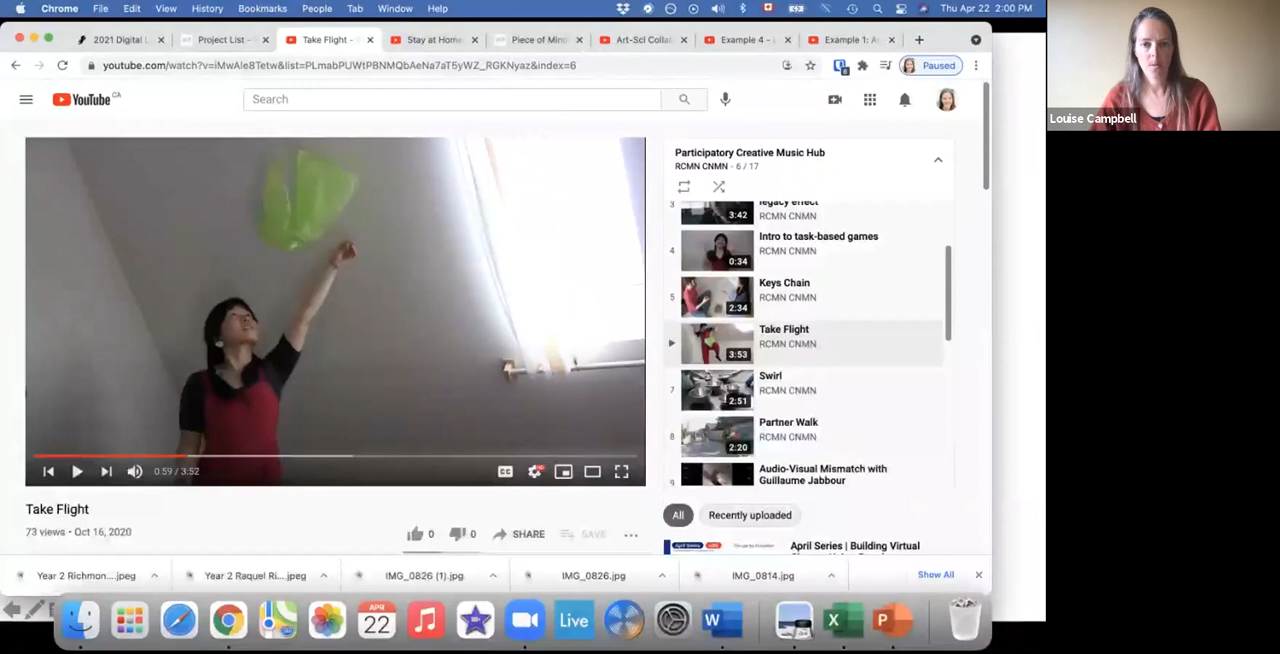 Chrome File Edit View History Bookmarks People Tab Window Help
Thu Apr 22 2:00 PM
2021 Digital L
Project List -
Take Flight -
Stay at Home
Piece of Mind
Art-Sci Collab
Example 4 - L
Example 1: A
youtube.com/watch?v=iMwAle8Tetw&list=PLmabPUWtPBNMQbAeNa7aT5yWZ_RGKNyaz&index=6
Paused
YouTube CA
Search
Participatory Creative Music Hub
RCMN CNMN - 6 / 17
3
legacy effect
RCMN CNMN
3:42
4
Intro to task-based games
RCMN CNMN
0:34
5
Keys Chain
RCMN CNMN
2:34
Take Flight
RCMN CNMN
3:53
7
Swirl
RCMN CNMN
2:51
8
Partner Walk
RCMN CNMN
2:20
9
Audio-Visual Mismatch with
Guillaume Jabbour
0:59 / 3:52
CC
Take Flight
73 views • Oct 16, 2020
0
0
SHARE
SAVE
All
Recently uploaded
April Series | Building Virtual
Year 2 Richmon....jpeg
Year 2 Raquel Ri....jpeg
IMG_0826 (1).jpg
IMG_0826.jpg
IMG_0814.jpg
Show All
APR
22
Live
W
X
P
Louise Campbell